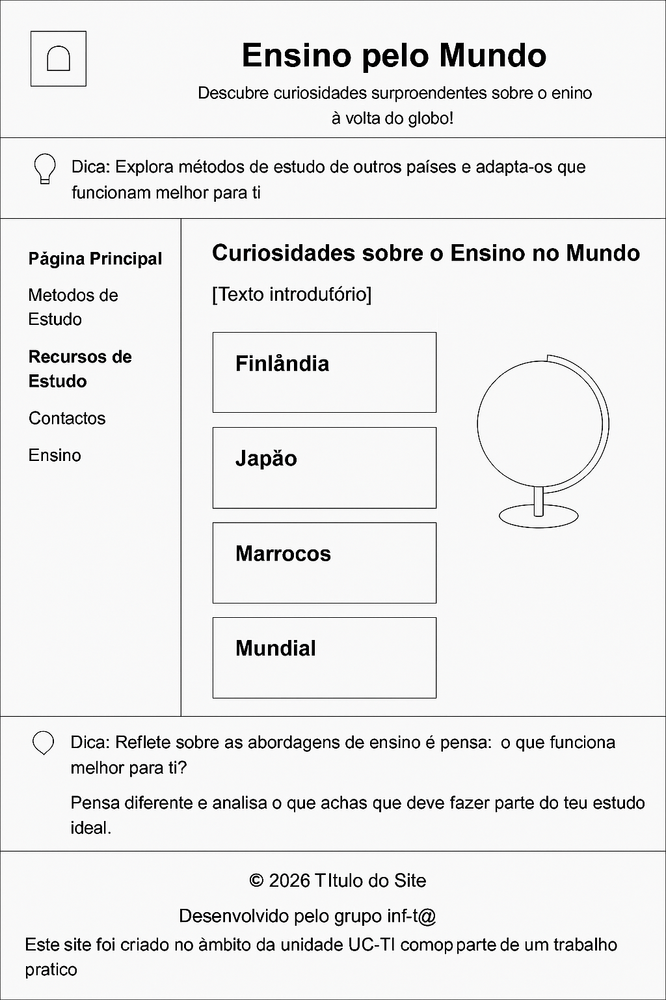 Ensino pelo Mundo
Descubre curiosidades surproendentes sobre o enino
à volta do globo!
Dica: Explora métodos de estudo de outros países e adapta-os que
funcionam melhor para ti
Pǎgina Principal
Metodos de
Estudo
Recursos de
Estudo
Contactos
Ensino
Curiosidades sobre o Ensino no Mundo
[Texto introdutório]
Finlåndia
Japǎo
Marrocos
Mundial
Dica: Reflete sobre as abordagens de ensino é pensa: o que funciona
melhor para ti?
Pensa diferente e analisa o que achas que deve fazer parte do teu estudo
ideal.
© 2026 TItulo do Site
Desenvolvido pelo grupo inf-t@
Este site foi criado no àmbito da unidade UC-TI comop parte de um trabalho
pratico